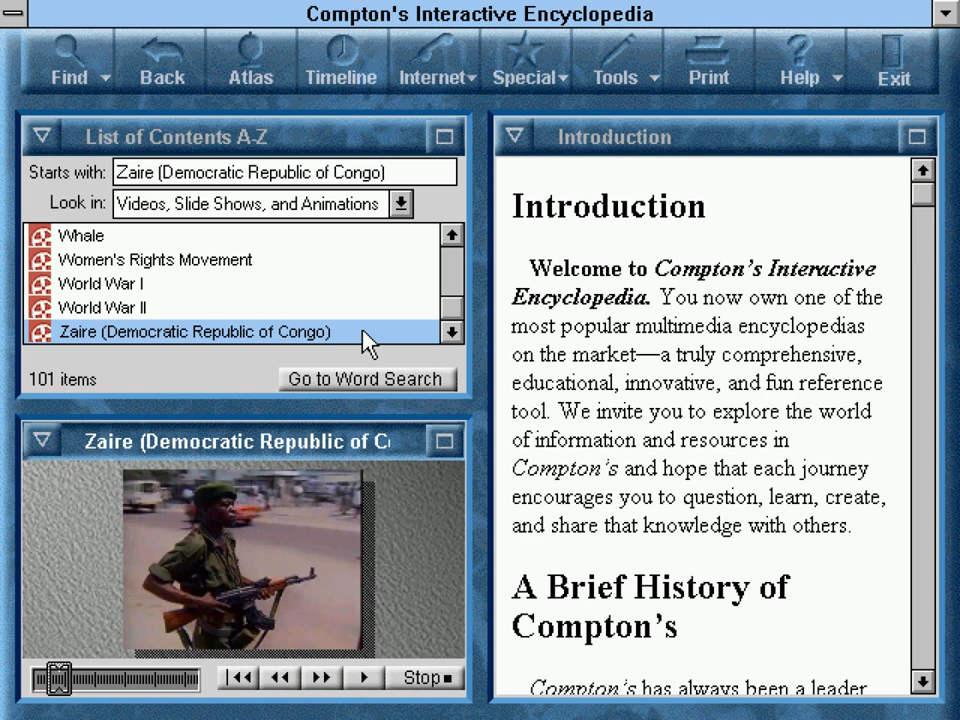 Compton's Interactive Encyclopedia
Find Back Atlas Timeline Internet Special Tools Print Help Exit
List of Contents A-Z
Starts with: Zaire (Democratic Republic of Congo)
Look in: Videos, Slide Shows, and Animations
Whale
Women's Rights Movement
World War I
World War II
Zaire (Democratic Republic of Congo)
101 items
Go to Word Search
Zaire (Democratic Republic of C
Stop
Introduction
Introduction
Welcome to Compton's Interactive
Encyclopedia. You now own one of the
most popular multimedia encyclopedias
on the market—a truly comprehensive,
educational, innovative, and fun reference
tool. We invite you to explore the world
of information and resources in
Compton's and hope that each journey
encourages you to question, learn, create,
and share that knowledge with others.
A Brief History of
Compton's
Compton's has always been a leader